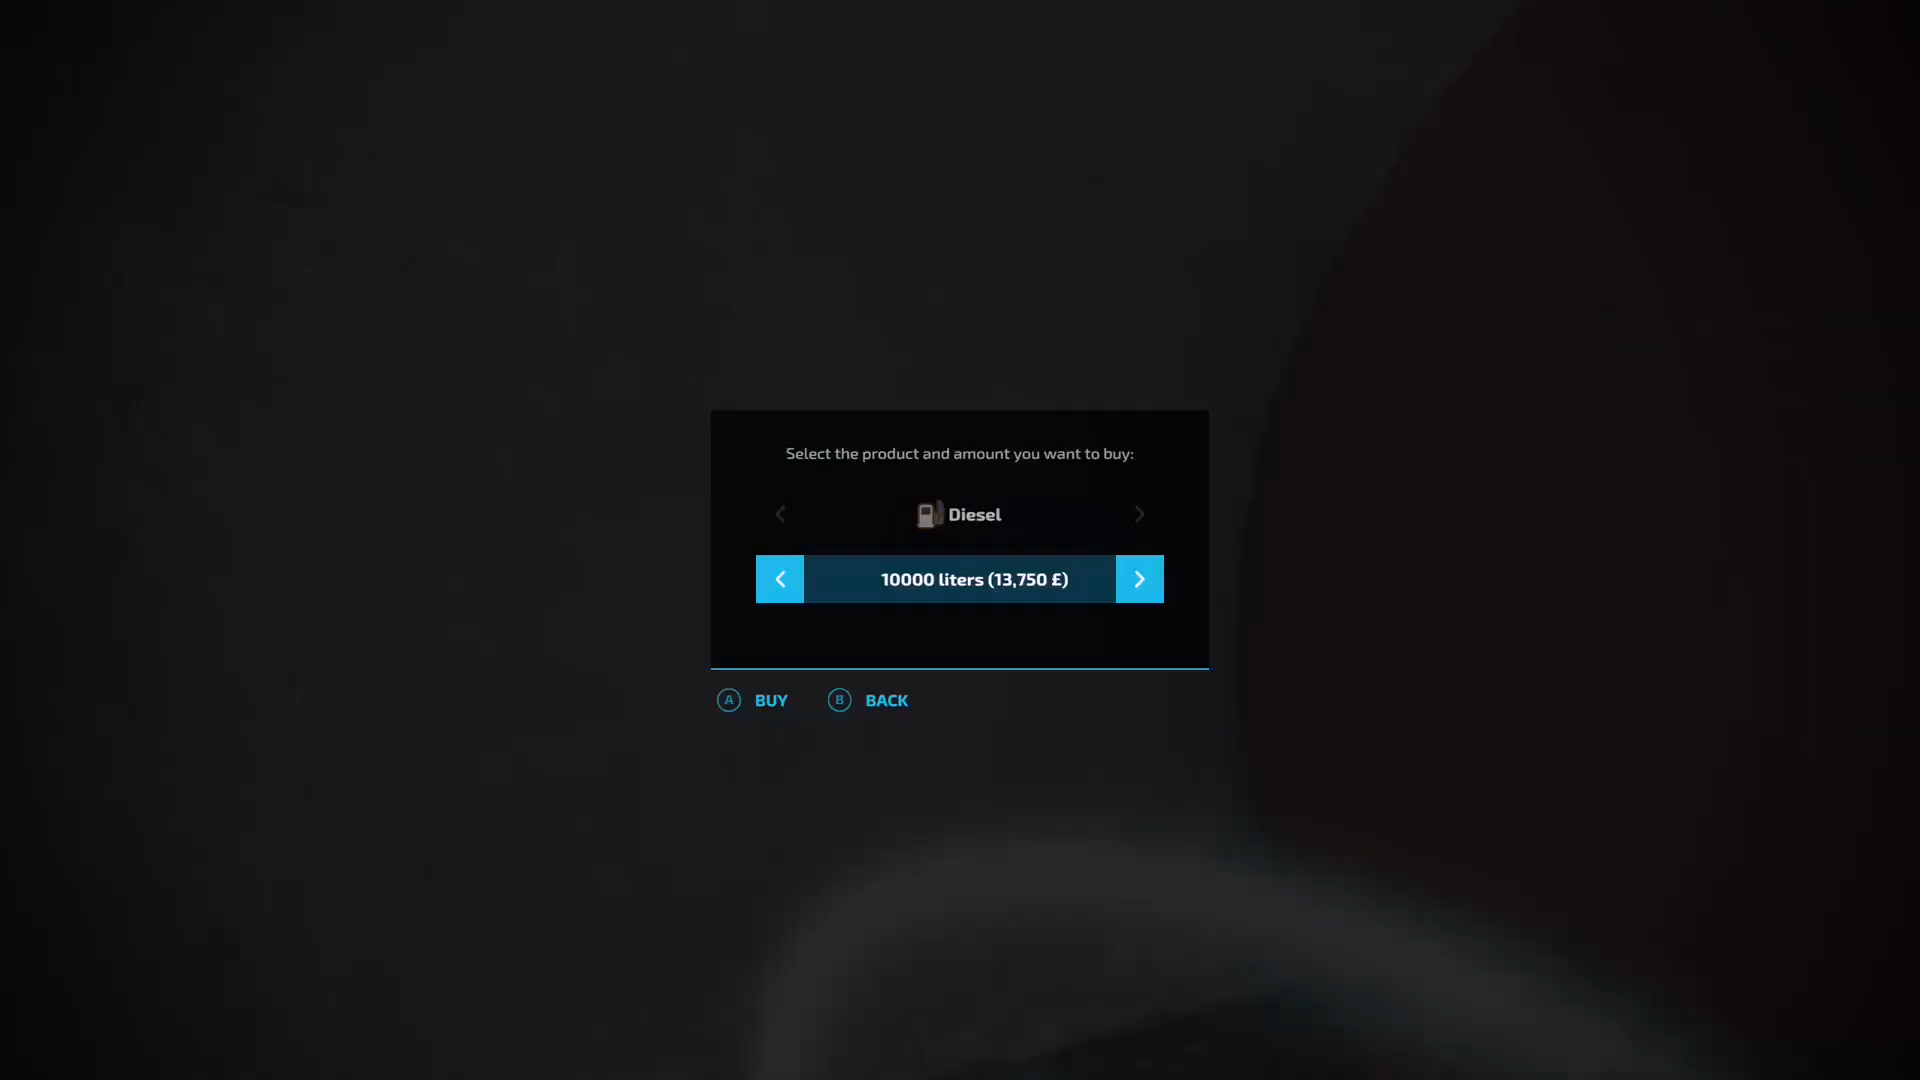 Select the product and amount you want to buy:
Diesel
10000 liters (13,750 £)
A BUY B BACK